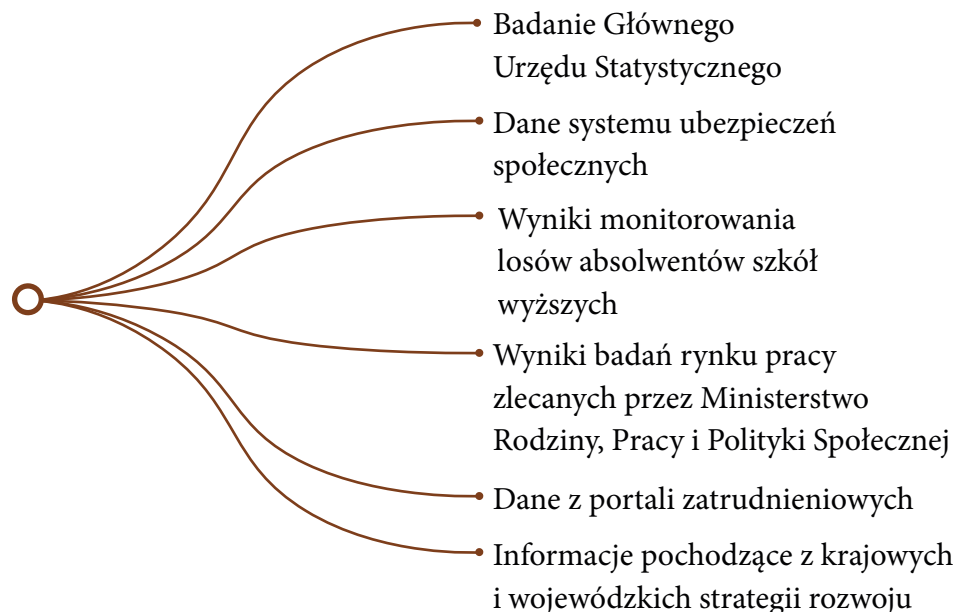 Badanie Głównego
Urzędu Statystycznego
Dane systemu ubezpieczeń
społecznych
Wyniki monitorowania
losów absolwentów szkół
wyższych
Wyniki badań rynku pracy
zlecanych przez Ministerstwo
Rodziny, Pracy i Polityki Społecznej
Dane z portali zatrudnieniowych
Informacje pochodzące z krajowych
i wojewódzkich strategii rozwoju